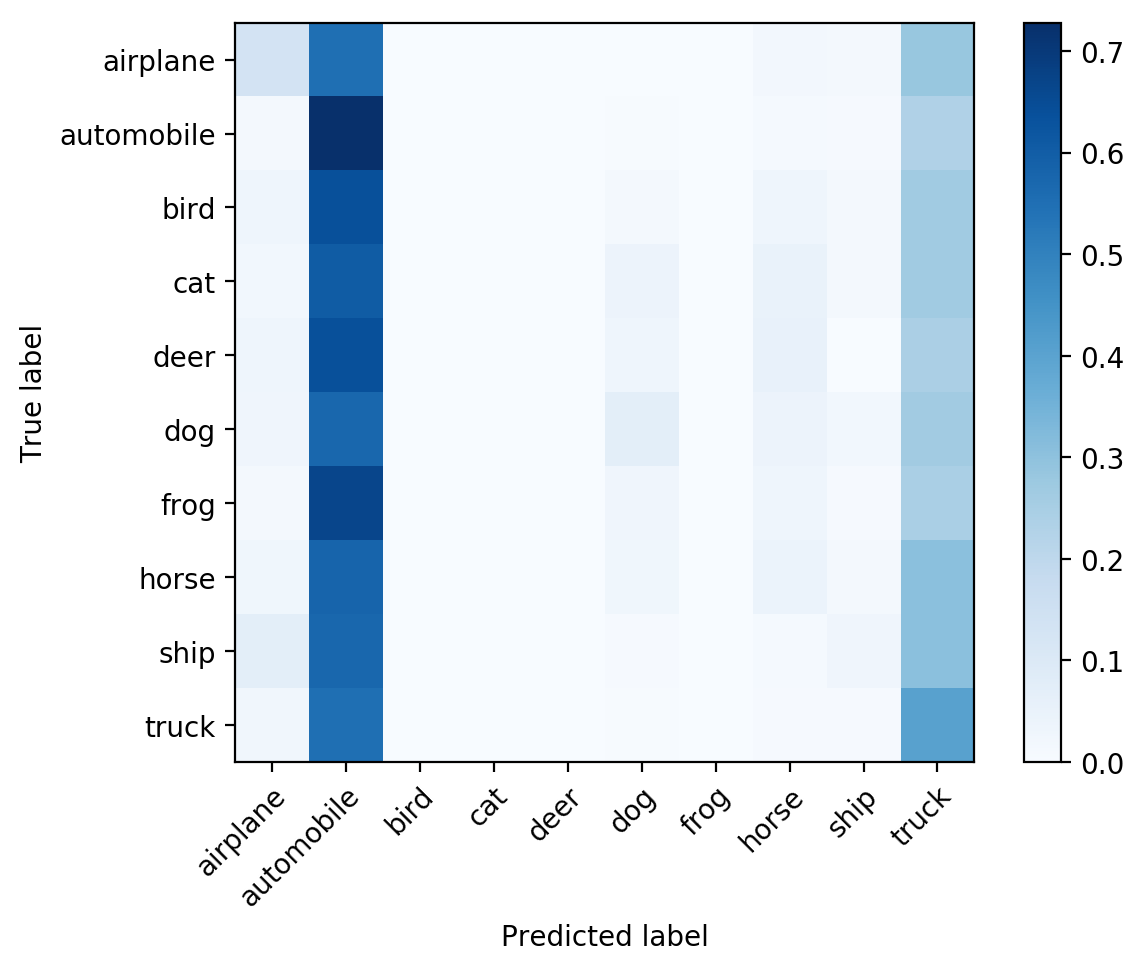 True label
airplane
automobile
bird
cat
deer
dog
frog
horse
ship
truck
airplane
automobile
bird
cat
deer
dog
frog
horse
ship
truck
Predicted label
0.7
0.6
0.5
0.4
0.3
0.2
0.1
0.0